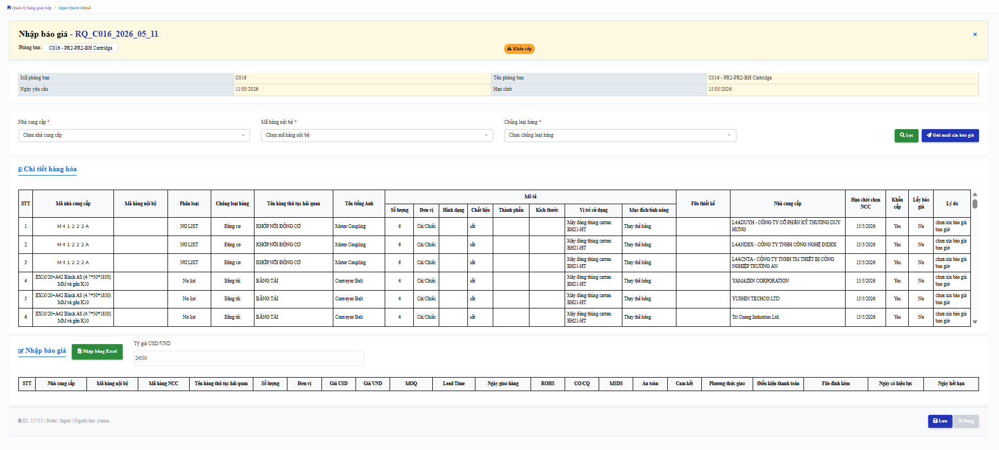 Quản lý hàng gián tiếp / Input Quote Detail
Nhập báo giá - RQ_C016_2026_05_11
×
Phòng ban: C016 - PR2-PR2-BH Cartridge
Khẩn cấp
Mã phòng ban C016 Tên phòng ban C016 - PR2-PR2-BH Cartridge
Ngày yêu cầu 11/05/2026 Hạn chót 15/05/2026
Nhà cung cấp * Mã hàng nội bộ * Chủng loại hàng *
Chọn nhà cung cấp Chọn mã hàng nội bộ Chọn chủng loại hàng Lọc Gửi mail xin báo giá
Chi tiết hàng hóa
STT Mã nhà cung cấp Mã hàng nội bộ Phân loại Chủng loại hàng Tên hàng thủ tục hải quan Tên tiếng Anh Mô tả File thiết kế Nhà cung cấp Hạn chót chọn NCC Khẩn cấp Lấy báo giá Lý do
Số lượng Đơn vị Hình dạng Chất liệu Thành phần Kích thước Vị trí sử dụng Mục đích/tính năng
1 M41222A NO LIST Động cơ KHỚP NỐI ĐỘNG CƠ Motor Coupling 6 Cái/Chiếc sắt Máy đóng thùng carton BH21-HT Thay thế hỏng L4ADUYH - CÔNG TY CỔ PHẦN KỸ THƯƠNG DUY HƯNG 15/5/2026 Yes No chưa xin báo giá bao giờ
2 M41222A NO LIST Động cơ KHỚP NỐI ĐỘNG CƠ Motor Coupling 6 Cái/Chiếc sắt Máy đóng thùng carton BH21-HT Thay thế hỏng L4ANDEX - CÔNG TY TNHH CÔNG NGHỆ INDEX 15/5/2026 Yes No chưa xin báo giá bao giờ
3 M41222A NO LIST Động cơ KHỚP NỐI ĐỘNG CƠ Motor Coupling 6 Cái/Chiếc sắt Máy đóng thùng carton BH21-HT Thay thế hỏng L4ACNTA - CÔNG TY TNHH TM THIẾT BỊ CÔNG NGHIỆP TRƯỜNG AN 15/5/2026 Yes No chưa xin báo giá bao giờ
4 EX10/20+A42 Black AS (4.7*50*1850) MM và gân K10 No list Băng tải BĂNG TẢI Conveyor Belt 4 Cái/Chiếc sắt Máy đóng thùng carton BH21-HT Thay thế hỏng YAMAZEN CORPORATION 15/5/2026 Yes No chưa xin báo giá bao giờ
5 EX10/20+A42 Black AS (4.7*50*1850) MM và gân K10 No list Băng tải BĂNG TẢI Conveyor Belt 4 Cái/Chiếc sắt Máy đóng thùng carton BH21-HT Thay thế hỏng YUSHIN TECHCO LTD 15/5/2026 Yes No chưa xin báo giá bao giờ
6 EX10/20+A42 Black AS (4.7*50*1850) MM và gân K10 No list Băng tải BĂNG TẢI Conveyor Belt 4 Cái/Chiếc sắt Máy đóng thùng carton BH21-HT Thay thế hỏng Tri Cuong Industries Ltd. 15/5/2026 Yes No chưa xin báo giá bao giờ
Nhập báo giá Nhập bằng Excel Tỷ giá USD/VND
24500
STT Nhà cung cấp Mã hàng nội bộ Mã hàng NCC Tên hàng thủ tục hải quan Số lượng Đơn vị Giá USD Giá VND MOQ Lead Time Ngày giao hàng ROHS CO/CQ MSDS An toàn Cam kết Phương thức giao Điều kiện thanh toán File đính kèm Ngày có hiệu lực Ngày hết hạn
ID: 11755 | Bước: Input | Người tạo: yenne Lưu × Đóng